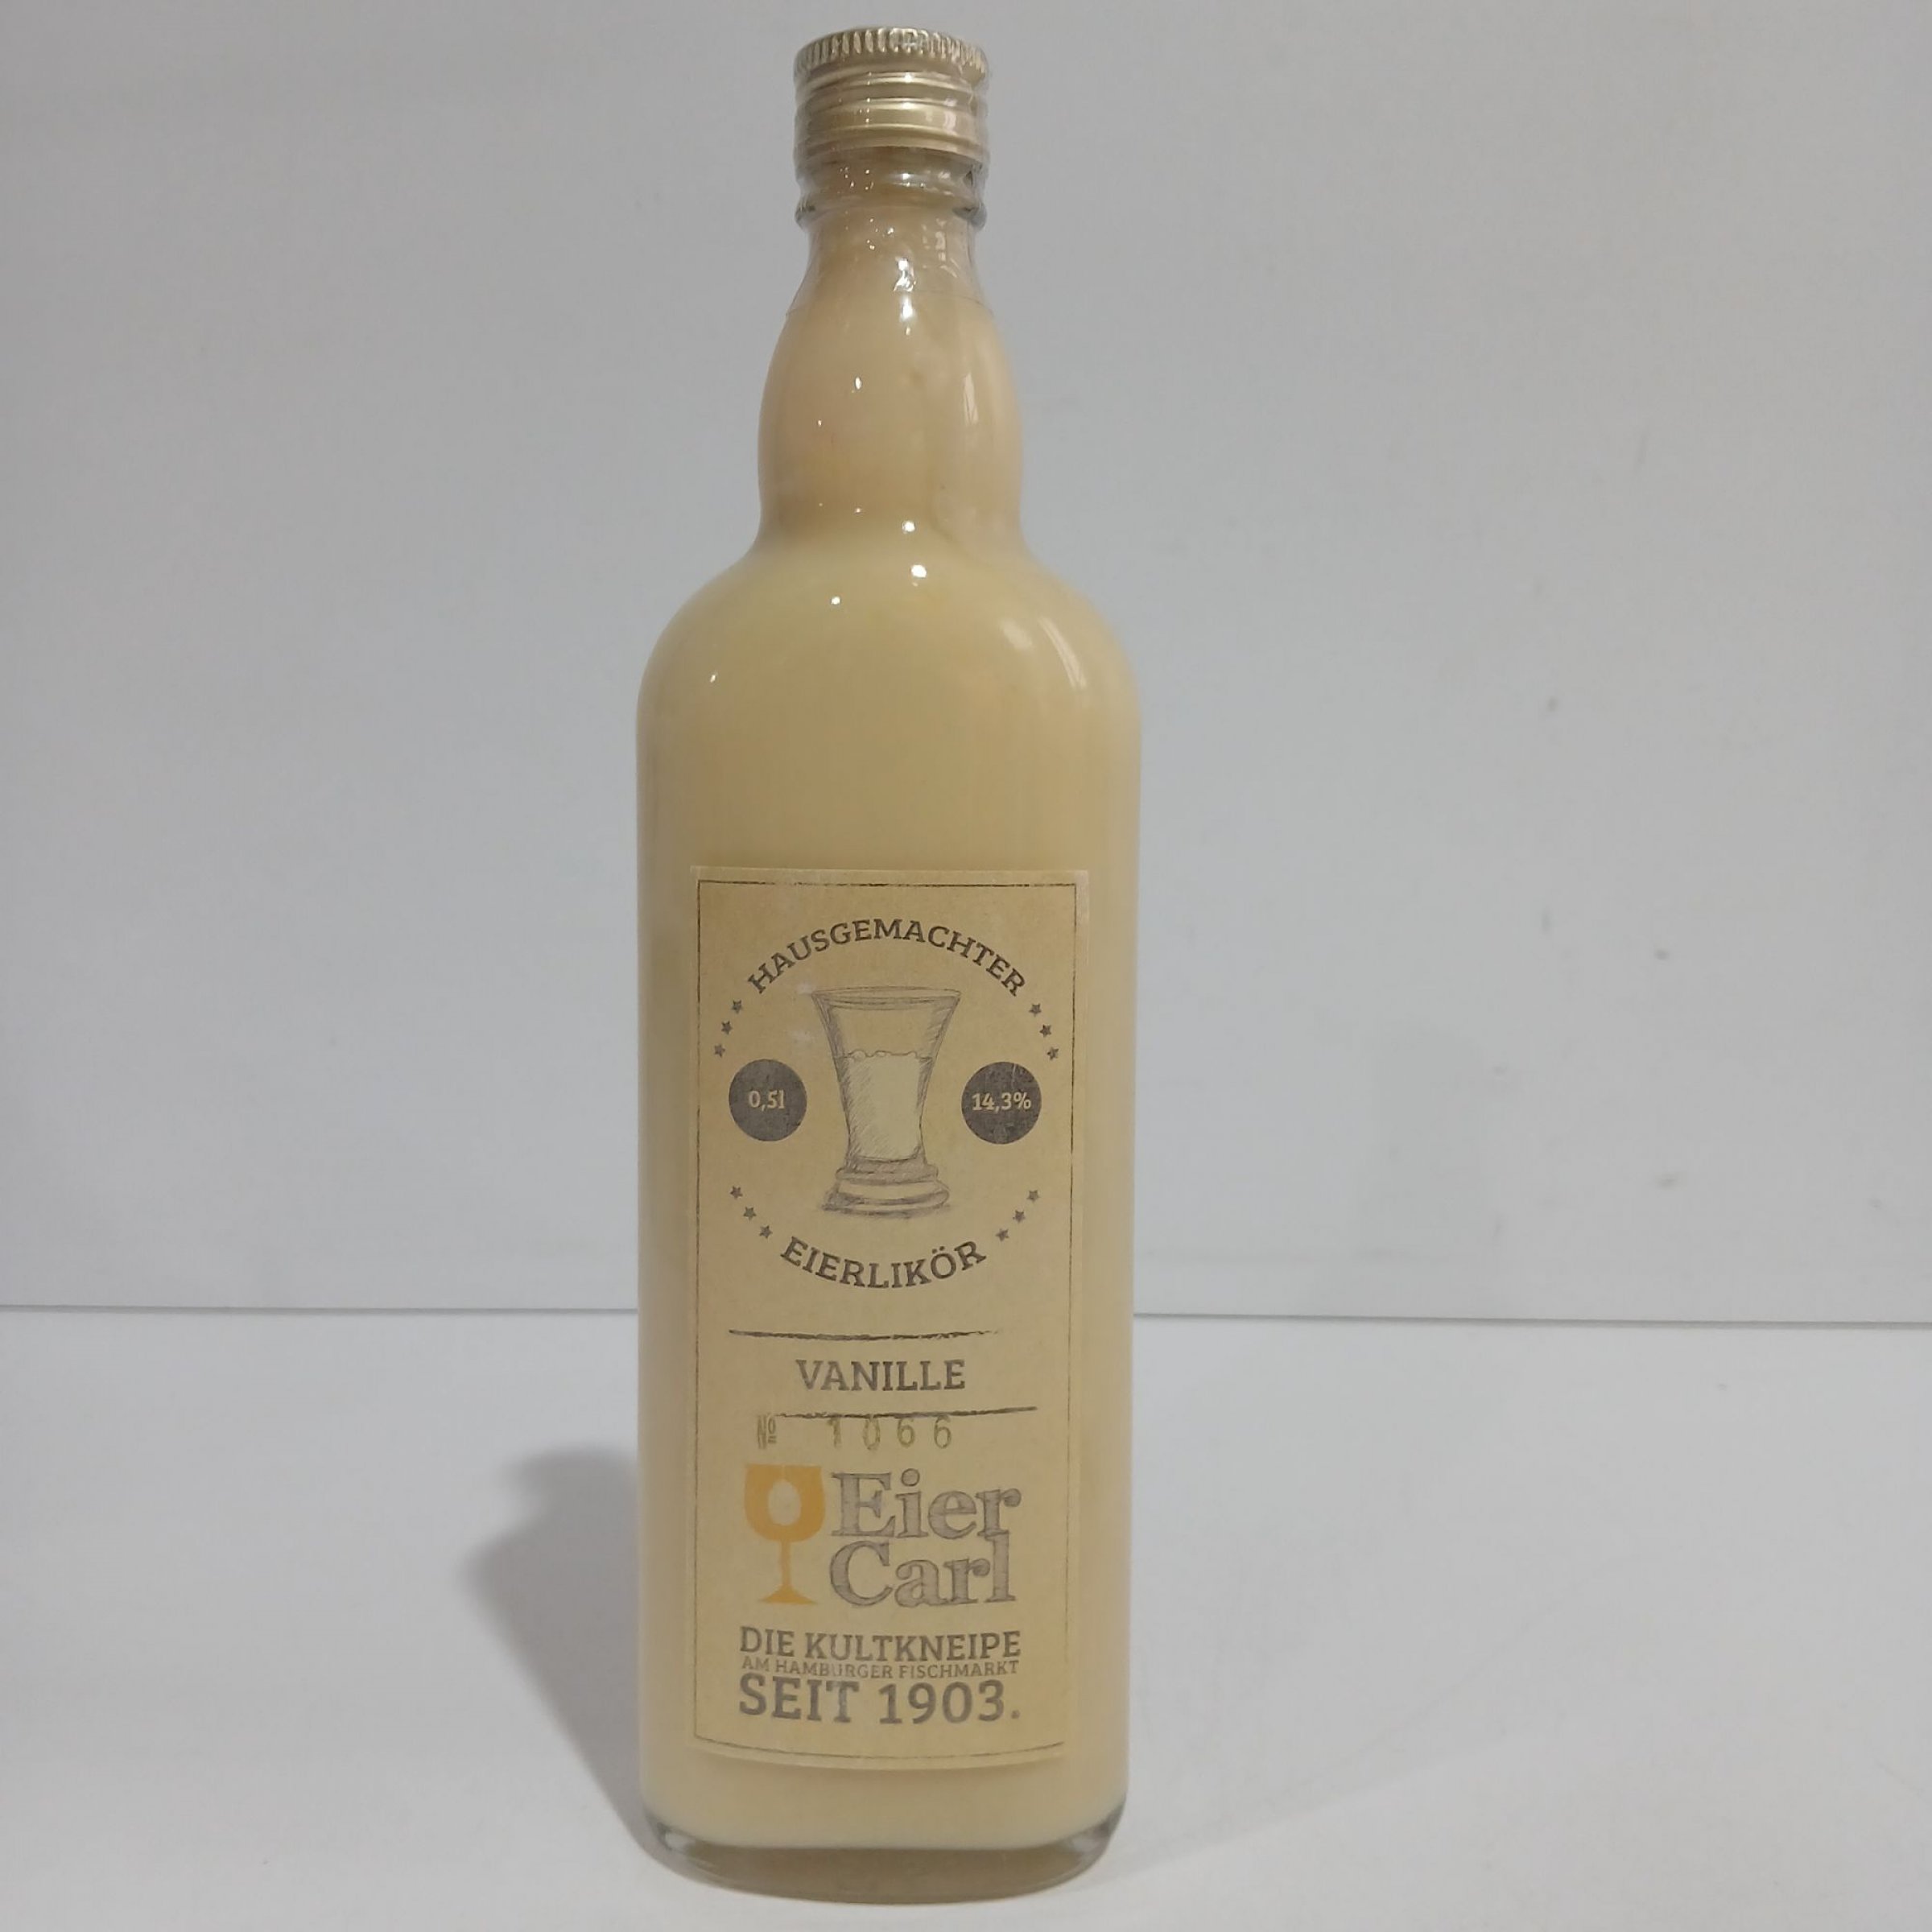 HAUSGEMACHTER
0,5l
14,3%
EIERLIKÖR
VANILLE
№ 1066
Eier
Carl
DIE KULTKNEIPE
AM HAMBURGER FISCHMARKT
SEIT 1903.